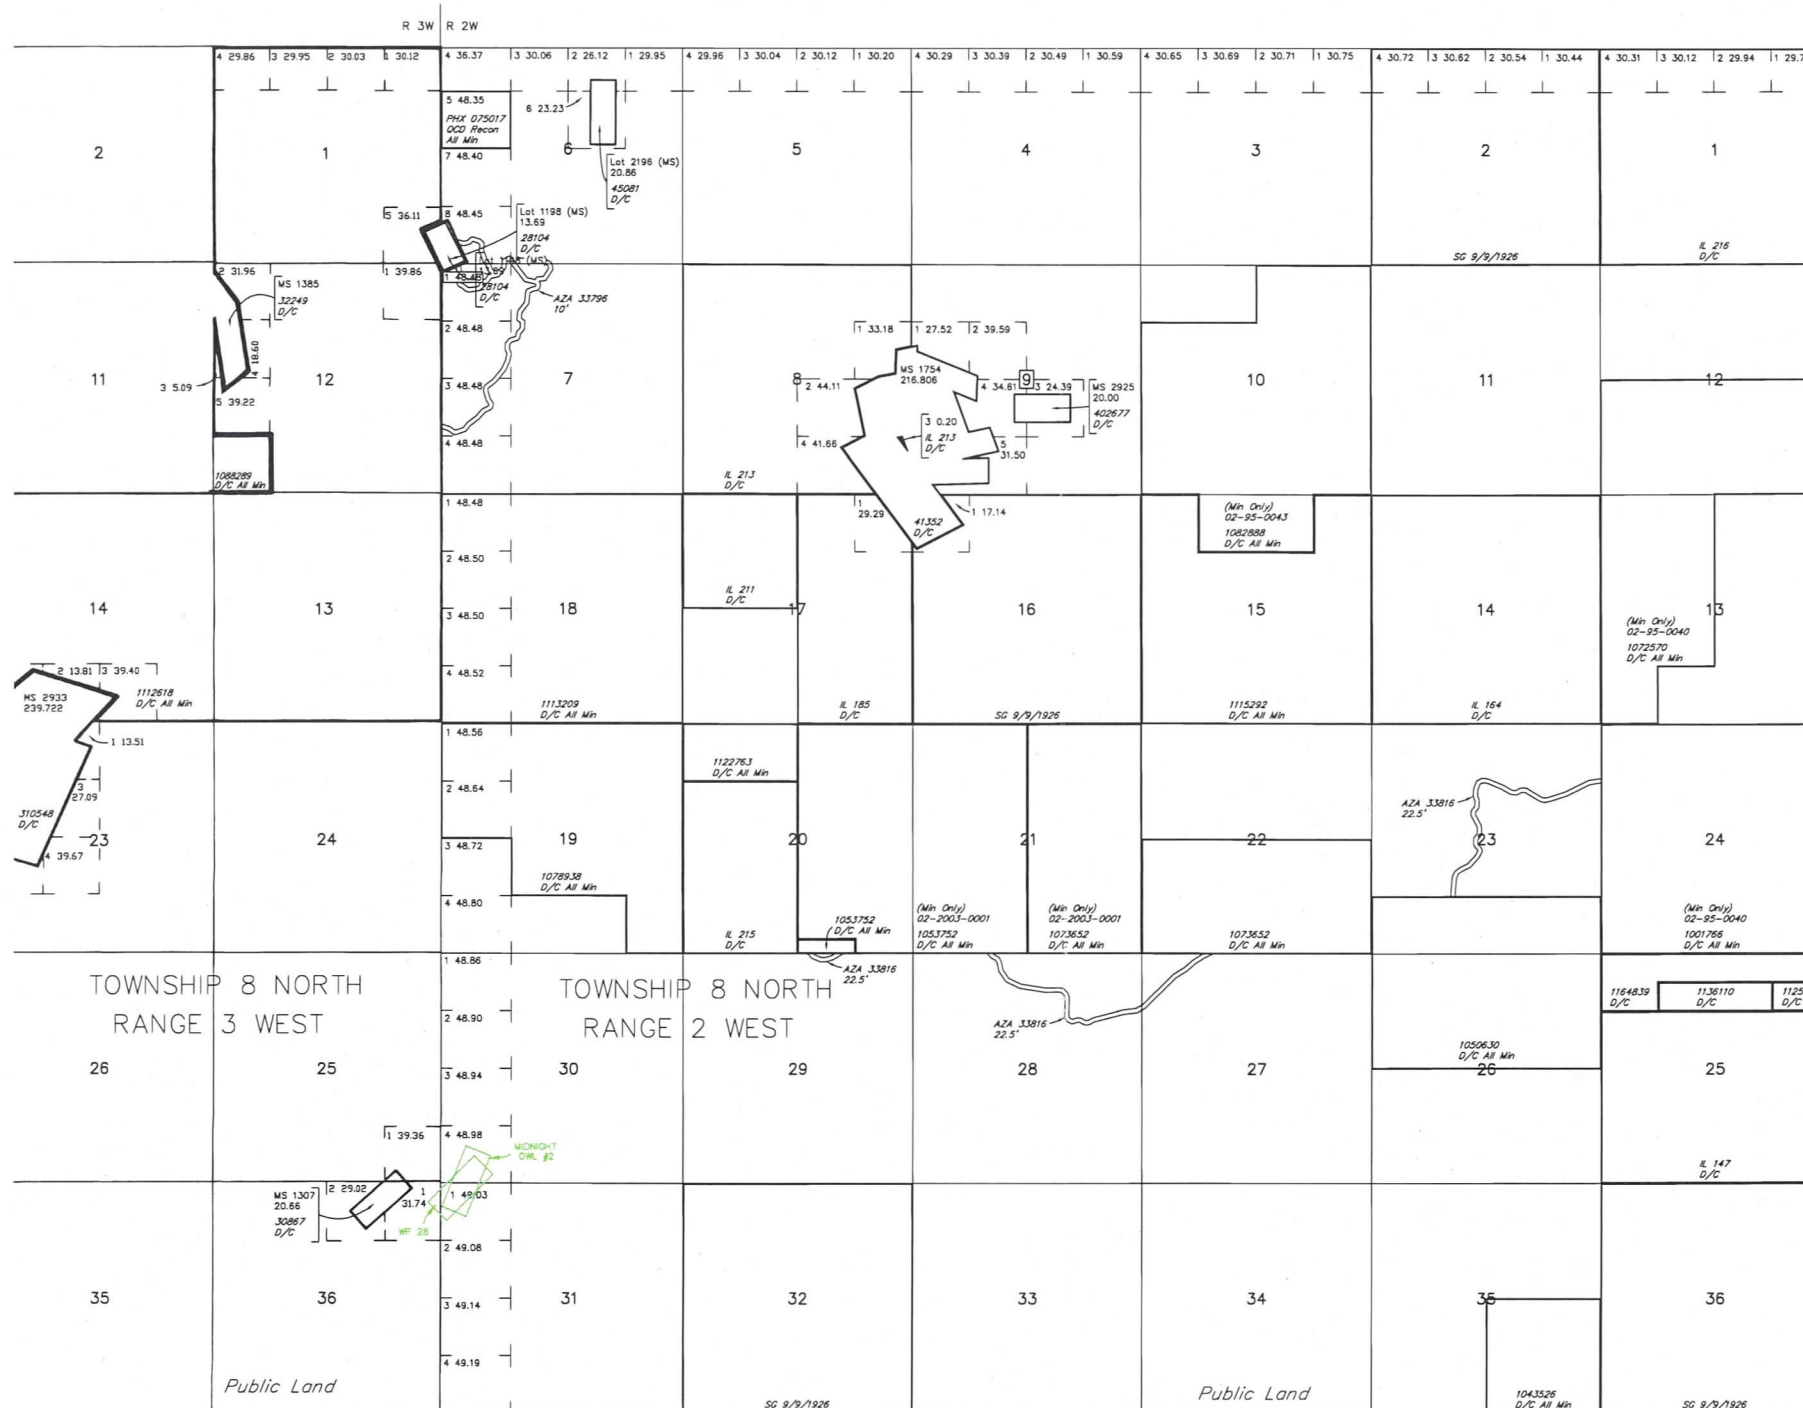 R 3W R 2W
4 29.86 3 29.95 2 30.03 1 30.12 4 36.37 3 30.06 2 26.12 1 29.95 4 29.96 3 30.04 2 30.12 1 30.20 4 30.29 3 30.39 2 30.49 1 30.59 4 30.65 3 30.69 2 30.71 1 30.75 4 30.72 3 30.62 2 30.54 1 30.44 4 30.31 3 30.12 2 29.94 1 29.7
5 48.35
PHX 075017
QCD Recon
All Min
7 48.40
6 23.23
2 1 6 5 4 3 2 1
Lot 2196 (MS)
20.86
45081
D/C
5 36.11 8 48.45
Lot 1198 (MS)
13.69
28104
D/C
SG 9/9/1926
IL 216
D/C
2 31.96
MS 1385
32249
D/C
1 39.86
1 48.48
28104
D/C
AZA 33796
10'
2 48.48
1 33.18 1 27.52 2 39.59
4 18.60
MS 1754
216.806
11 3 5.09 12
3 48.48 7 8 2 44.11
4 34.61 9 3 24.39
MS 2925
20.00
402677
D/C
10 11 12
5 39.22
3 0.20
IL 213
D/C
4 48.48
4 41.66
5
31.50
1088289
D/C All Min
IL 213
D/C
1 48.48
1
29.29
41352
D/C
1 17.14
(Min Only)
02-95-0043
1082888
D/C All Min
2 48.50
IL 211
D/C
14 13 3 48.50 18 17 16 15 14 13
(Min Only)
02-95-0040
1072570
D/C All Min
2 13.81 3 39.40
4 48.52
MS 2933
239.722
1112618
D/C All Min
1113209
D/C All Min
IL 185
D/C
SG 9/9/1926
1115292
D/C All Min
IL 164
D/C
1 13.51
1 48.56
1122763
D/C All Min
3
27.09
2 48.64
AZA 33816
22.5'
310548
D/C
23 24 3 48.72 19 20 21 22 23 24
4 39.67
1078938
D/C All Min
4 48.80
1053752
D/C All Min
(Min Only)
02-2003-0001
1053752
D/C All Min
(Min Only)
02-2003-0001
1073652
D/C All Min
1073652
D/C All Min
(Min Only)
02-95-0040
1001766
D/C All Min
IL 215
D/C
1 48.86
AZA 33816
22.5'
TOWNSHIP 8 NORTH
RANGE 3 WEST
TOWNSHIP 8 NORTH
RANGE 2 WEST
1164839
D/C
1136110
D/C
1125
D/C
2 48.90
AZA 33816
22.5'
1050630
D/C All Min
26 25 3 48.94 30 29 28 27 26 25
1 39.36 4 48.98
MIDNIGHT
OWL #2
IL 147
D/C
MS 1307
20.66
30867
D/C
2 29.02
1
31.74
1 49.03
WP 28
2 49.08
35 36 3 49.14 31 32 33 34 35 36
4 49.19
Public Land
Public Land
SG 9/9/1926
1043526
D/C All Min
SG 9/9/1926